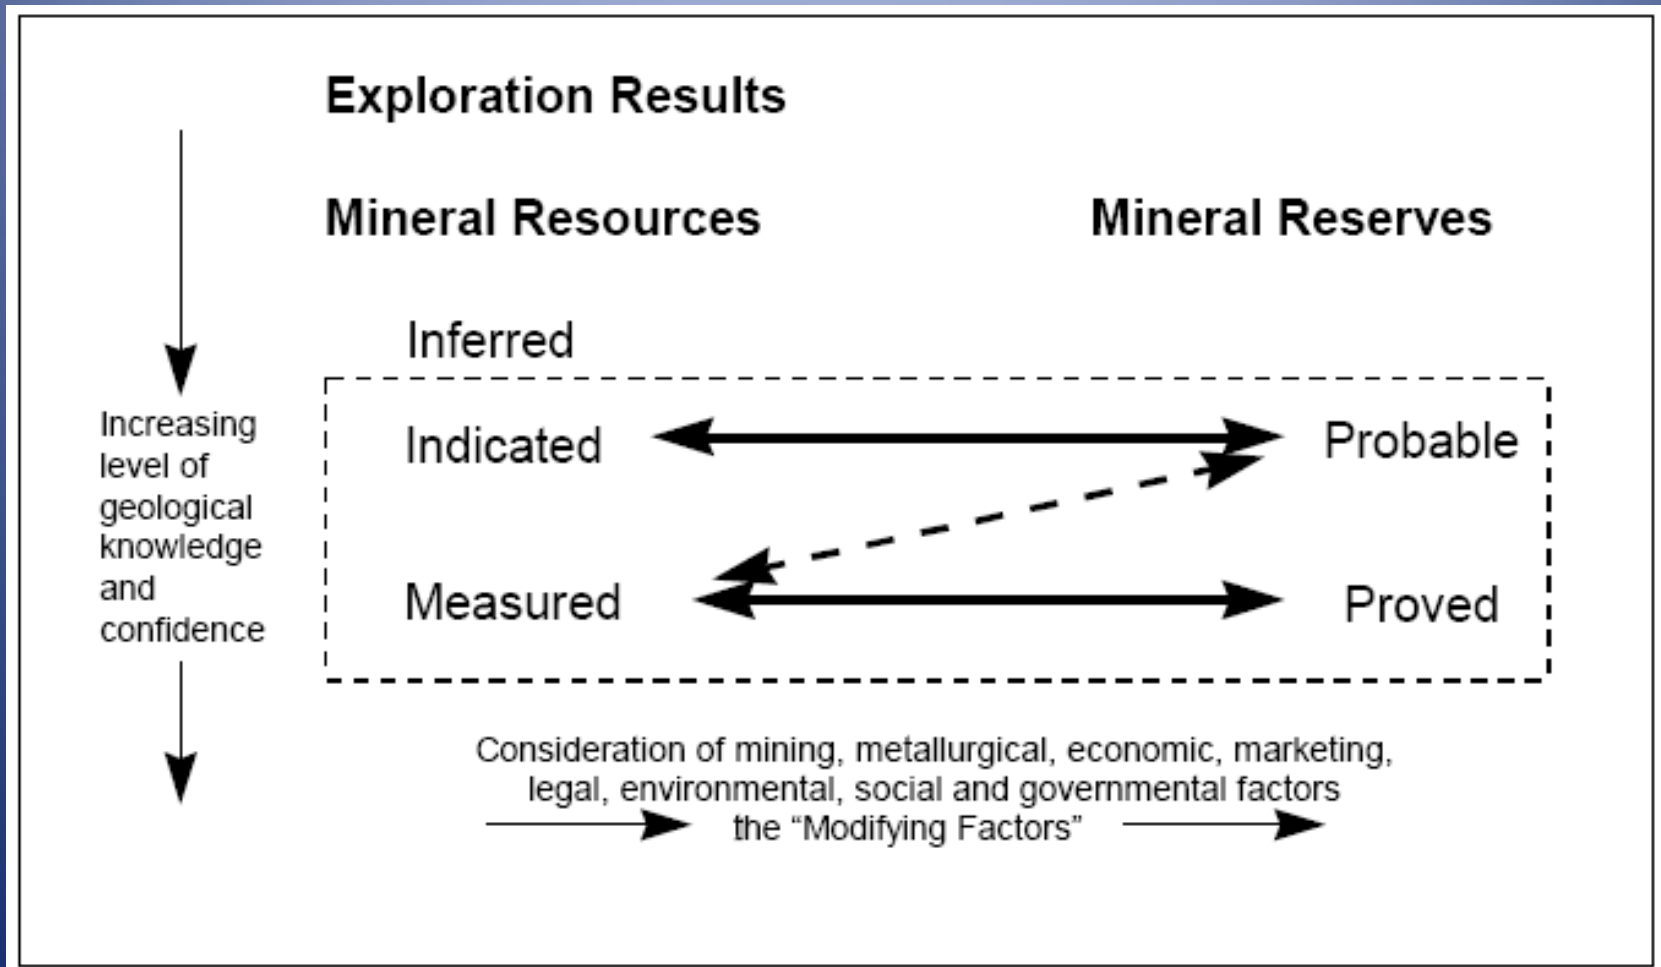 Exploration Results
Mineral Resources
Mineral Reserves
Inferred
Indicated
Probable
Measured
Proved
Increasing
level of
geological
knowledge
and
confidence
Consideration of mining, metallurgical, economic, marketing,
legal, environmental, social and governmental factors
the “Modifying Factors”